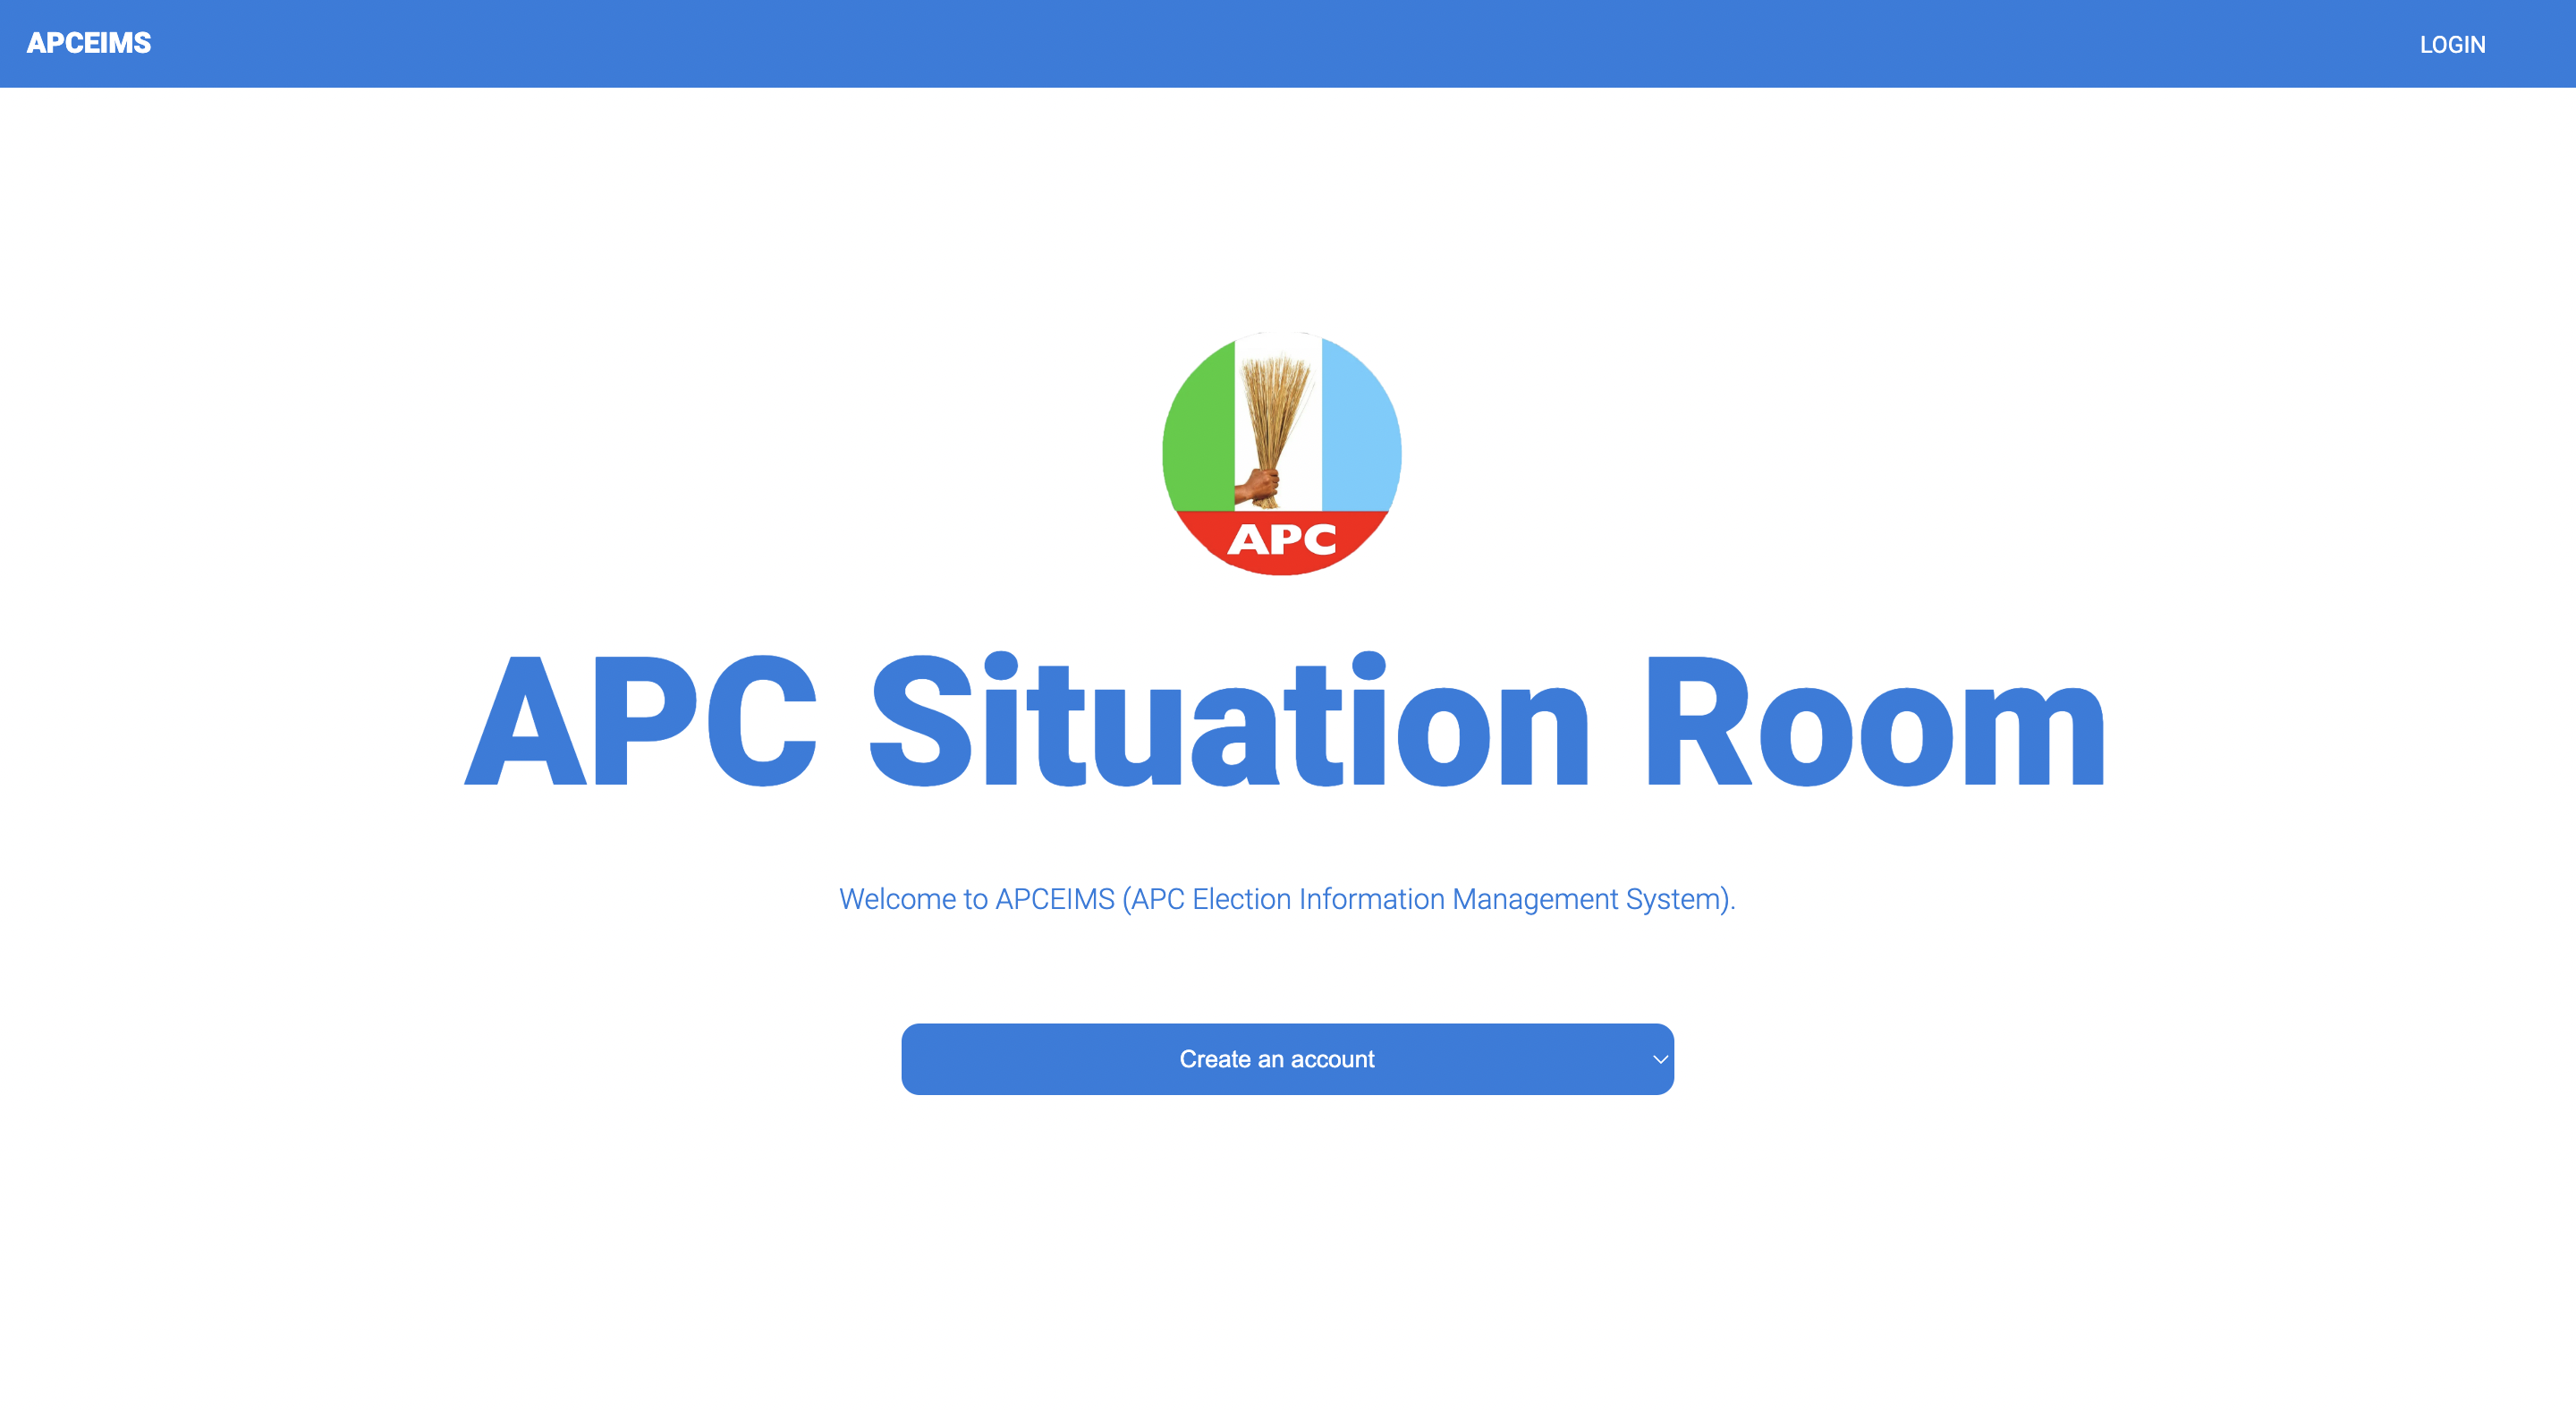 APCEIMS
LOGIN
APC
APC Situation Room
Welcome to APCEIMS (APC Election Information Management System).
Create an account